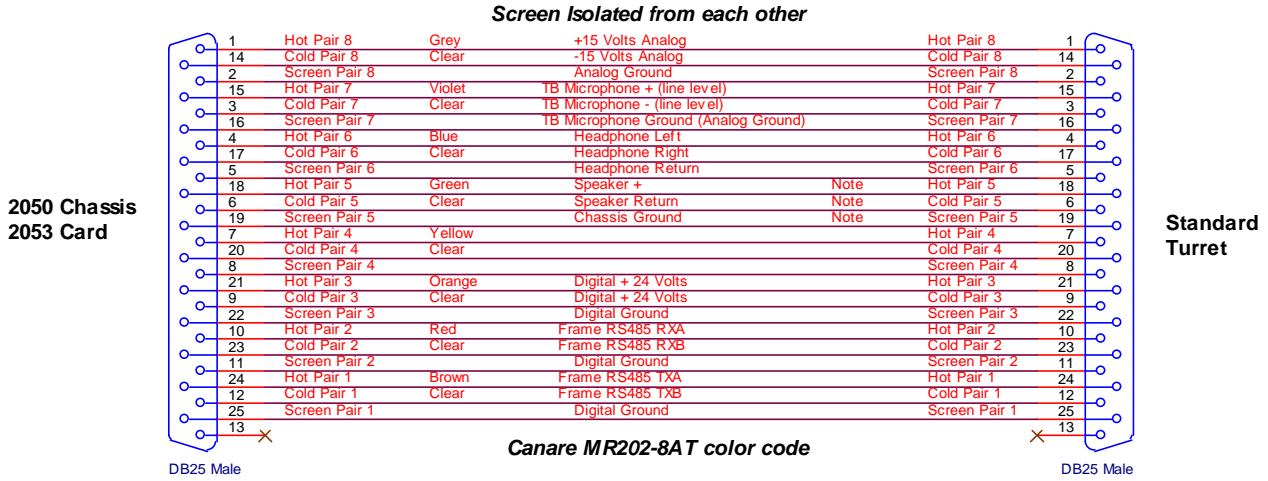 Screen Isolated from each other
1 Hot Pair 8 Grey +15 Volts Analog Hot Pair 8 1
14 Cold Pair 8 Clear -15 Volts Analog Cold Pair 8 14
2 Screen Pair 8 Analog Ground Screen Pair 8 2
15 Hot Pair 7 Violet TB Microphone + (line level) Hot Pair 7 15
3 Cold Pair 7 Clear TB Microphone - (line level) Cold Pair 7 3
16 Screen Pair 7 TB Microphone Ground (Analog Ground) Screen Pair 7 16
4 Hot Pair 6 Blue Headphone Left Hot Pair 6 4
17 Cold Pair 6 Clear Headphone Right Cold Pair 6 17
5 Screen Pair 6 Headphone Return Screen Pair 6 5
18 Hot Pair 5 Green Speaker + Note Hot Pair 5 18
6 Cold Pair 5 Clear Speaker Return Note Cold Pair 5 6
19 Screen Pair 5 Chassis Ground Note Screen Pair 5 19
7 Hot Pair 4 Yellow Hot Pair 4 7
20 Cold Pair 4 Clear Cold Pair 4 20
8 Screen Pair 4 Screen Pair 4 8
21 Hot Pair 3 Orange Digital + 24 Volts Hot Pair 3 21
9 Cold Pair 3 Clear Digital + 24 Volts Cold Pair 3 9
22 Screen Pair 3 Digital Ground Screen Pair 3 22
10 Hot Pair 2 Red Frame RS485 RXA Hot Pair 2 10
23 Cold Pair 2 Clear Frame RS485 RXB Cold Pair 2 23
11 Screen Pair 2 Digital Ground Screen Pair 2 11
24 Hot Pair 1 Brown Frame RS485 TXA Hot Pair 1 24
12 Cold Pair 1 Clear Frame RS485 TXB Cold Pair 1 12
25 Screen Pair 1 Digital Ground Screen Pair 1 25
13 13
2050 Chassis
2053 Card
Standard
Turret
Canare MR202-8AT color code
DB25 Male DB25 Male